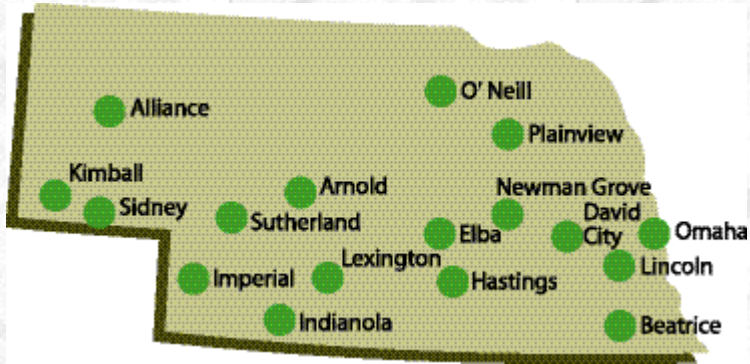 O' Neill
Alliance
Plainview
Kimball
Arnold
Newman Grove
Sidney
Sutherland
David
City
Elba
Omaha
Lexington
Lincoln
Imperial
Hastings
Indianola
Beatrice